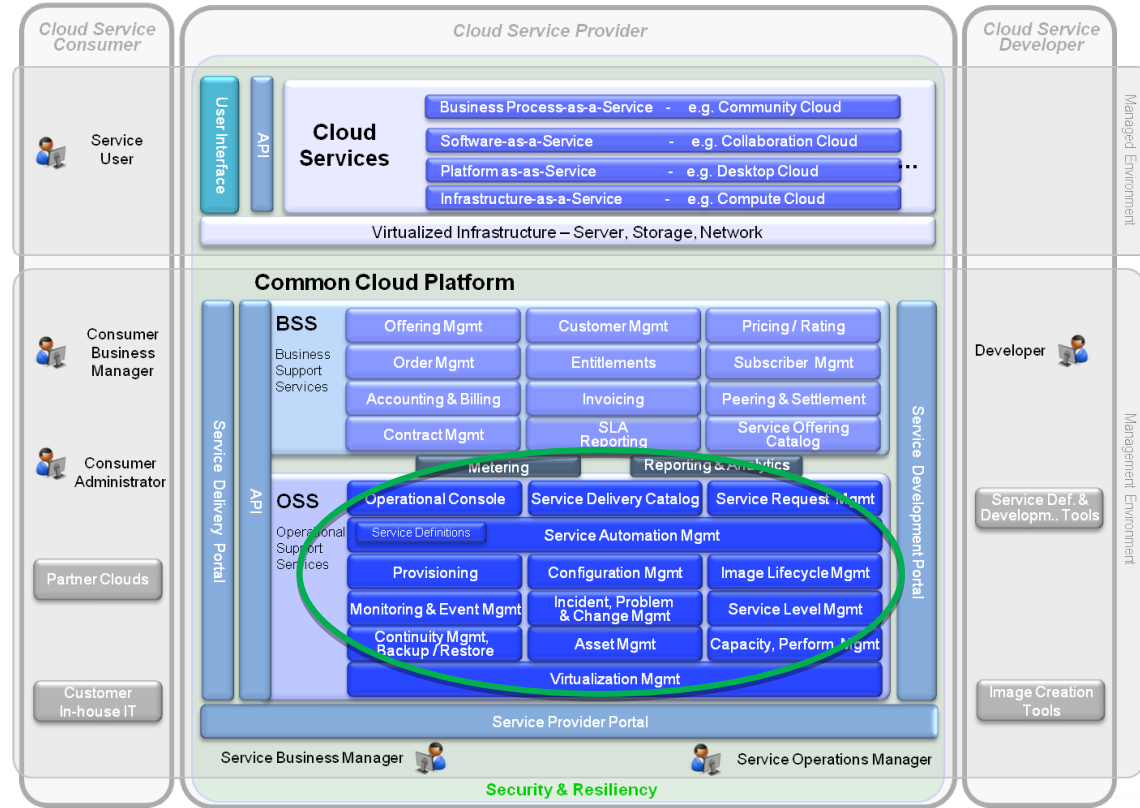 Cloud Service
Consumer
Cloud Service Provider
Cloud Service
Developer
Service
User
User Interface
API
Cloud
Services
Business Process-as-a-Service - e.g. Community Cloud
Software-as-a-Service - e.g. Collaboration Cloud
Platform as-as-Service - e.g. Desktop Cloud
Infrastructure-as-a-Service - e.g. Compute Cloud
...
Virtualized Infrastructure – Server, Storage, Network
Managed Environment
Common Cloud Platform
Consumer
Business
Manager
Consumer
Administrator
Partner Clouds
Customer
In-house IT
Service Delivery Portal
API
BSS
Business
Support
Services
Offering Mgmt
Customer Mgmt
Pricing / Rating
Order Mgmt
Entitlements
Subscriber Mgmt
Accounting & Billing
Invoicing
Peering & Settlement
Contract Mgmt
SLA
Reporting
Service Offering
Catalog
Metering
Reporting & Analytics
OSS
Operational
Support
Services
Operational Console
Service Delivery Catalog
Service Request Mgmt
Service Definitions
Service Automation Mgmt
Provisioning
Configuration Mgmt
Image Lifecycle Mgmt
Monitoring & Event Mgmt
Incident, Problem
& Change Mgmt
Service Level Mgmt
Continuity Mgmt,
Backup / Restore
Asset Mgmt
Capacity, Perform. Mgmt
Virtualization Mgmt
Service Development Portal
Developer
Service Def. &
Developm.. Tools
Image Creation
Tools
Management Environment
Service Provider Portal
Service Business Manager
Service Operations Manager
Security & Resiliency